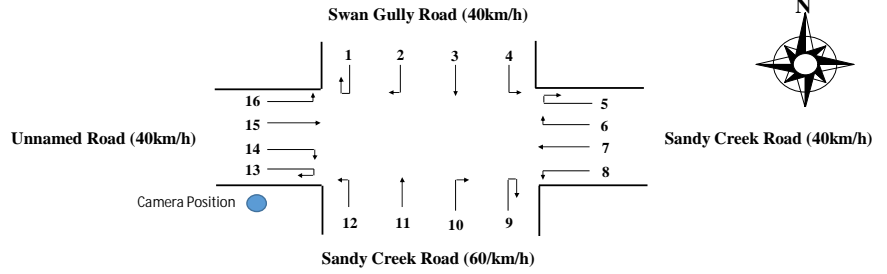 Swan Gully Road (40km/h)
N
1 2 3 4
16 5
15 6
Unnamed Road (40km/h) Sandy Creek Road (40km/h)
14 7
13 8
Camera Position
12 11 10 9
Sandy Creek Road (60/km/h)